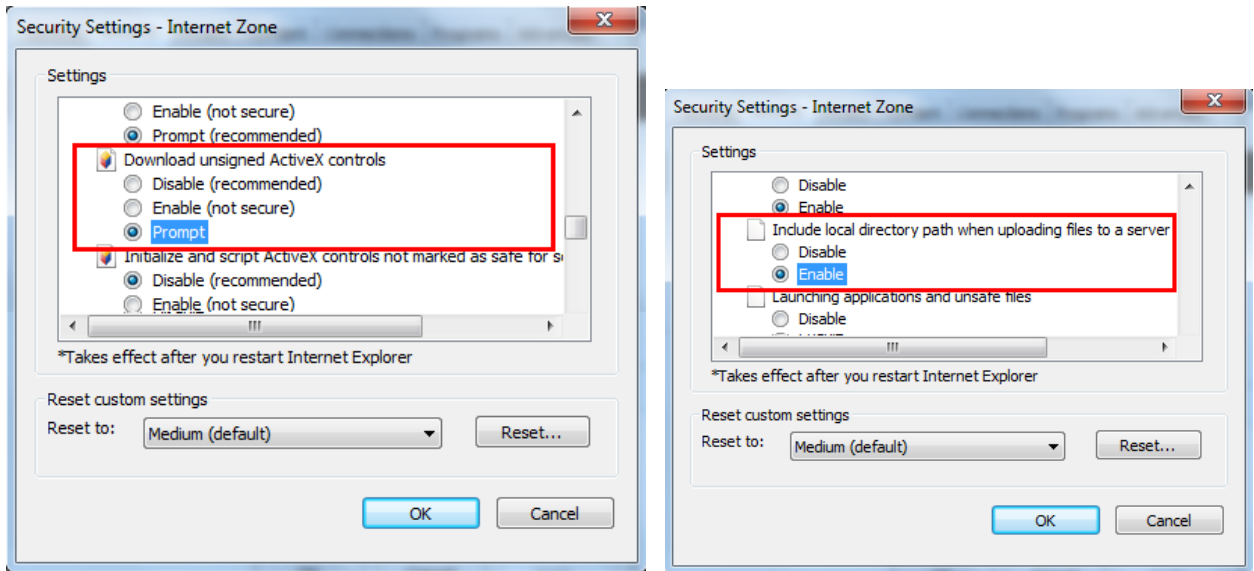 Security Settings - Internet Zone
Settings
Enable (not secure)
Prompt (recommended)
Download unsigned ActiveX controls
Disable (recommended)
Enable (not secure)
Prompt
Initialize and script ActiveX controls not marked as safe for
Disable (recommended)
Enable (not secure)
*Takes effect after you restart Internet Explorer
Reset custom settings
Reset to:
Medium (default)
Reset...
OK
Cancel
Security Settings - Internet Zone
Settings
Disable
Enable
Include local directory path when uploading files to a server
Disable
Enable
Launching applications and unsafe files
Disable
*Takes effect after you restart Internet Explorer
Reset custom settings
Reset to:
Medium (default)
Reset...
OK
Cancel